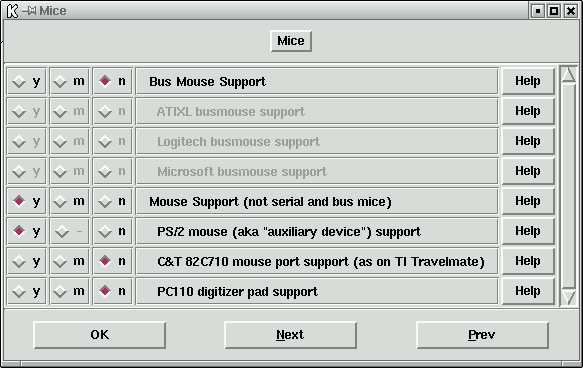 Mice
Mice
y m n Bus Mouse Support Help
y m n ATIXL busmouse support Help
y m n Logitech busmouse support Help
y m n Microsoft busmouse support Help
y m n Mouse Support (not serial and bus mice) Help
y - n PS/2 mouse (aka "auxiliary device") support Help
y m n C&T 82C710 mouse port support (as on TI Travelmate) Help
y m n PC110 digitizer pad support Help
OK Next Prev